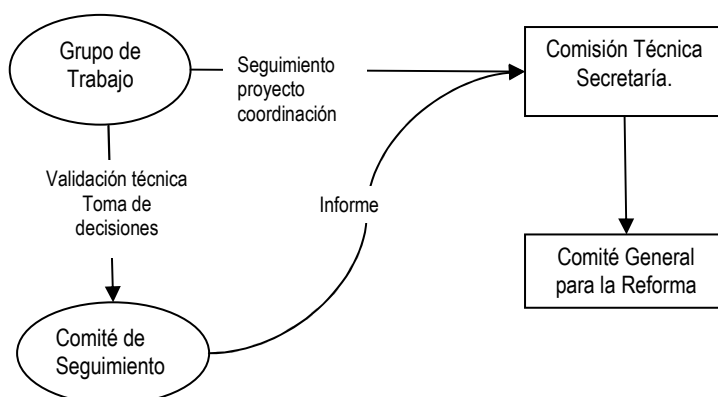 Grupo de
Trabajo
Seguimiento
proyecto
coordinación
Comisión Técnica
Secretaría.
Validación técnica
Toma de
decisiones
Informe
Comité General
para la Reforma
Comité de
Seguimiento